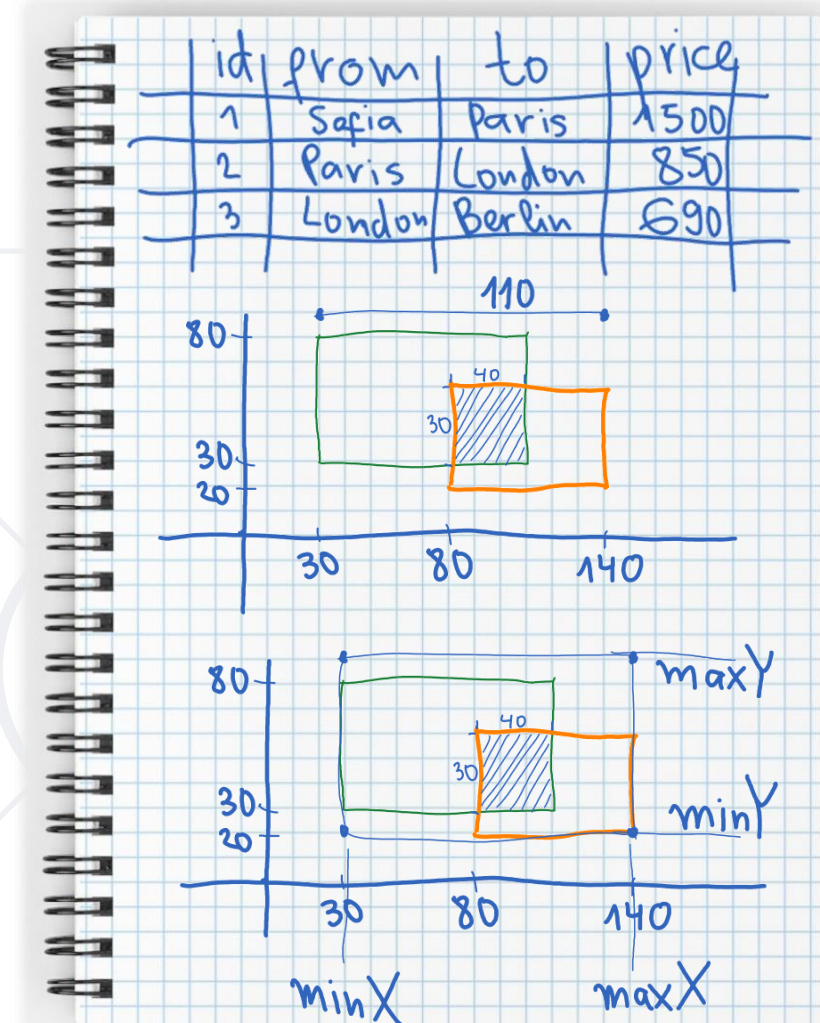 id from to price
1 Sofia Paris 1500
2 Paris London 850
3 London Berlin 690
110
80
40
30
30
20
30 80 140
maxY
80
40
30
30
minY
20
30 80 140
minX maxX